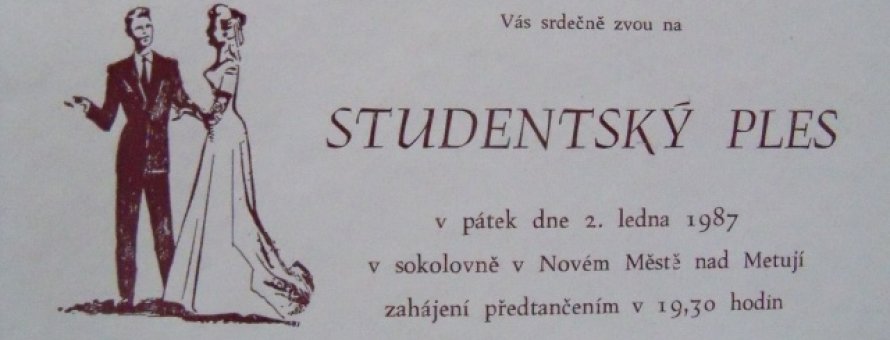 Vás srdečně zvou na
STUDENTSKÝ PLES
v pátek dne 2. ledna 1987
v sokolovně v Novém Městě nad Metují
zahájení předtančením v 19,30 hodin